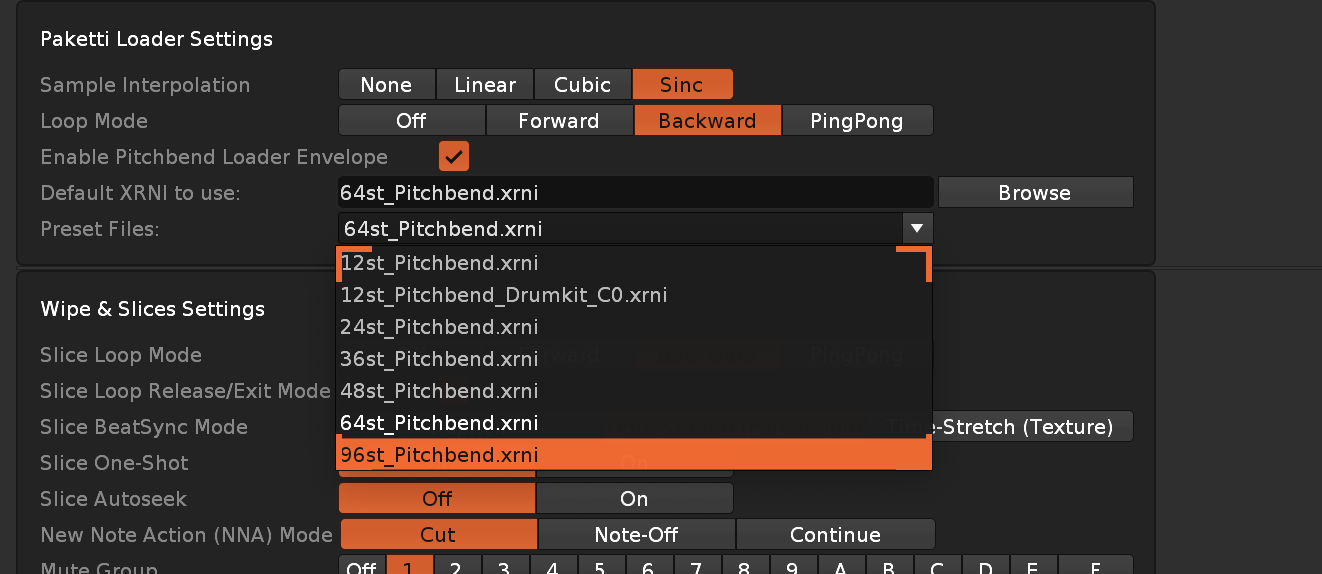 Paketti Loader Settings
Sample Interpolation None Linear Cubic Sinc
Loop Mode Off Forward Backward PingPong
Enable Pitchbend Loader Envelope
Default XRNI to use: 64st_Pitchbend.xrni Browse
Preset Files: 64st_Pitchbend.xrni
12st_Pitchbend.xrni
Wipe & Slices Settings 12st_Pitchbend_Drumkit_C0.xrni
24st_Pitchbend.xrni
Slice Loop Mode 36st_Pitchbend.xrni PingPong
Slice Loop Release/Exit Mode 48st_Pitchbend.xrni
Slice BeatSync Mode 64st_Pitchbend.xrni Time-Stretch (Texture)
Slice One-Shot 96st_Pitchbend.xrni
Slice Autoseek Off On
New Note Action (NNA) Mode Cut Note-Off Continue
Mute Group Off 1 2 3 4 5 6 7 8 9 A B C D E F